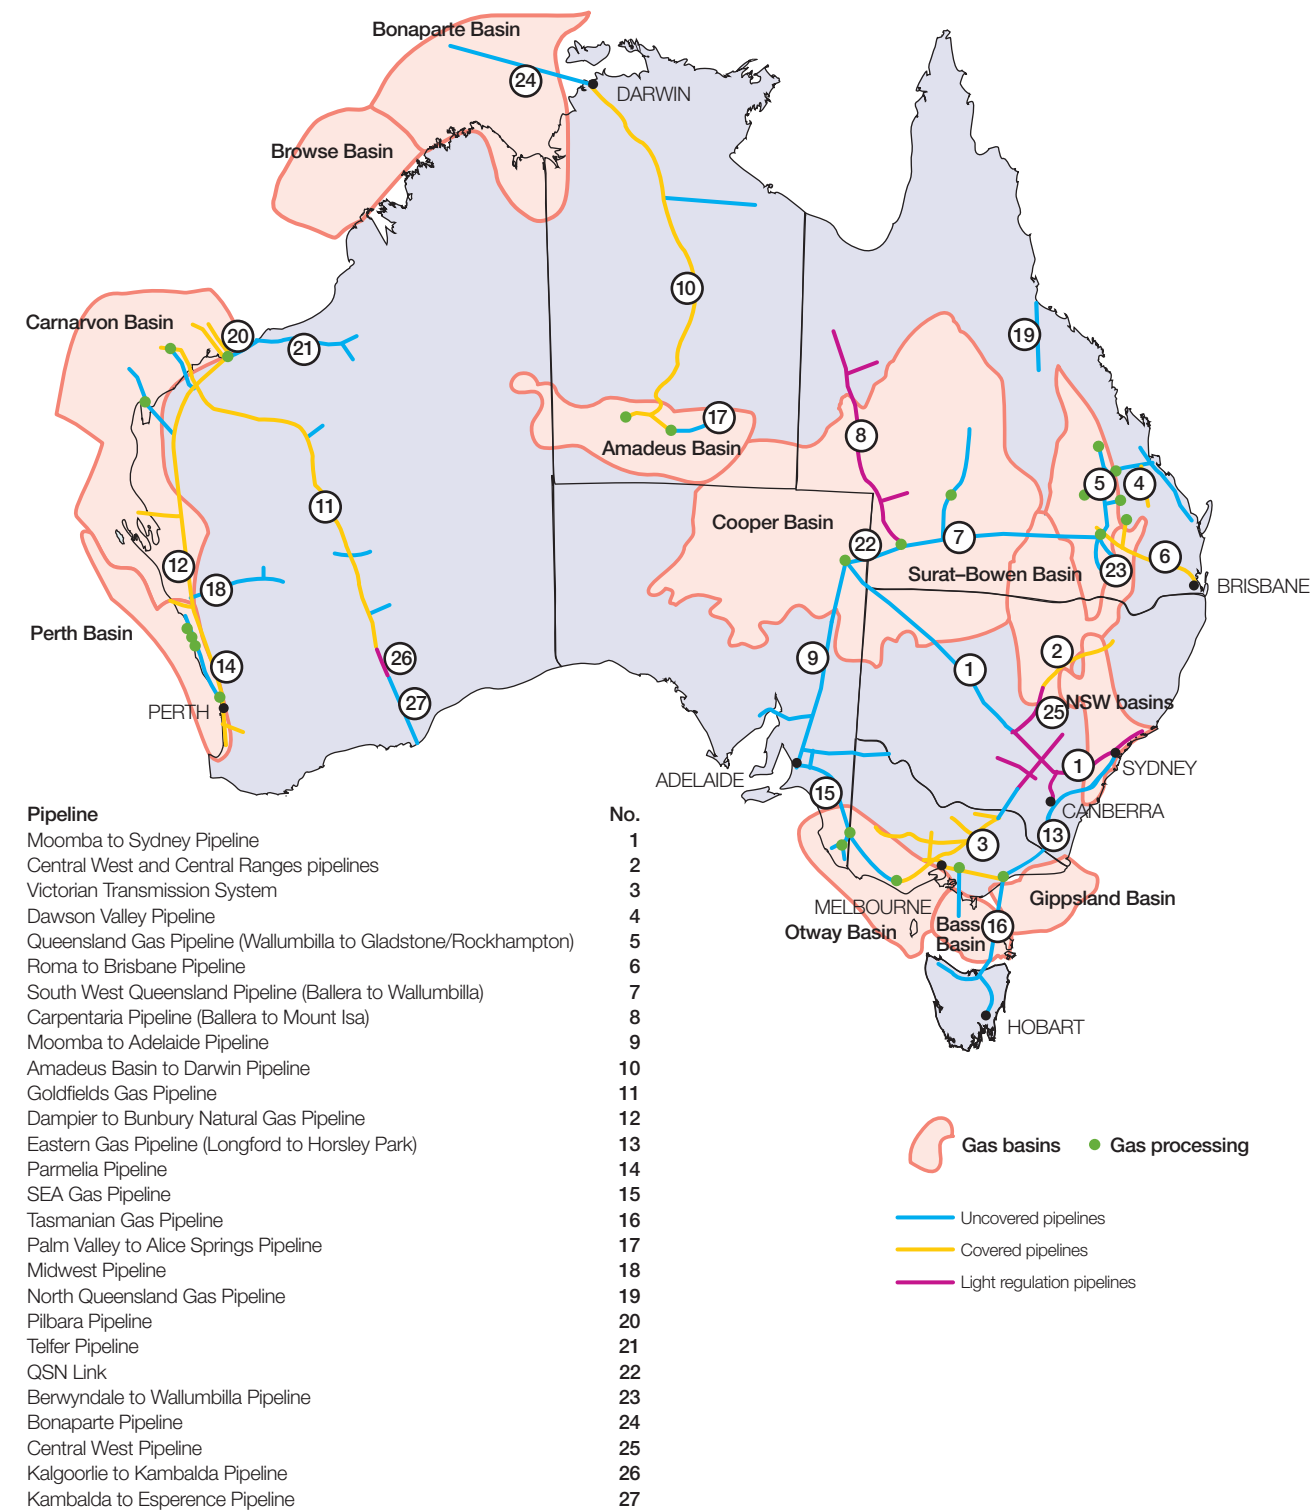 Bonaparte Basin
24
DARWIN
Browse Basin
10
Carnarvon Basin
20
21
19
17
8
Amadeus Basin
5
4
11
Cooper Basin
22
7
6
12
18
Surat–Bowen Basin
23
BRISBANE
Perth Basin
2
9
26
14
1
27
25
NSW basins
PERTH
1
SYDNEY
ADELAIDE
15
CANBERRA
13
3
MELBOURNE
Gippsland Basin
Otway Basin
Bass
Basin
16
HOBART
Pipeline No.
Moomba to Sydney Pipeline 1
Central West and Central Ranges pipelines 2
Victorian Transmission System 3
Dawson Valley Pipeline 4
Queensland Gas Pipeline (Wallumbilla to Gladstone/Rockhampton) 5
Roma to Brisbane Pipeline 6
South West Queensland Pipeline (Ballera to Wallumbilla) 7
Carpentaria Pipeline (Ballera to Mount Isa) 8
Moomba to Adelaide Pipeline 9
Amadeus Basin to Darwin Pipeline 10
Goldfields Gas Pipeline 11
Dampier to Bunbury Natural Gas Pipeline 12
Eastern Gas Pipeline (Longford to Horsley Park) 13
Parmelia Pipeline 14
SEA Gas Pipeline 15
Tasmanian Gas Pipeline 16
Palm Valley to Alice Springs Pipeline 17
Midwest Pipeline 18
North Queensland Gas Pipeline 19
Pilbara Pipeline 20
Telfer Pipeline 21
QSN Link 22
Berwyndale to Wallumbilla Pipeline 23
Bonaparte Pipeline 24
Central West Pipeline 25
Kalgoorlie to Kambalda Pipeline 26
Kambalda to Esperence Pipeline 27
Gas basins
Gas processing
Uncovered pipelines
Covered pipelines
Light regulation pipelines